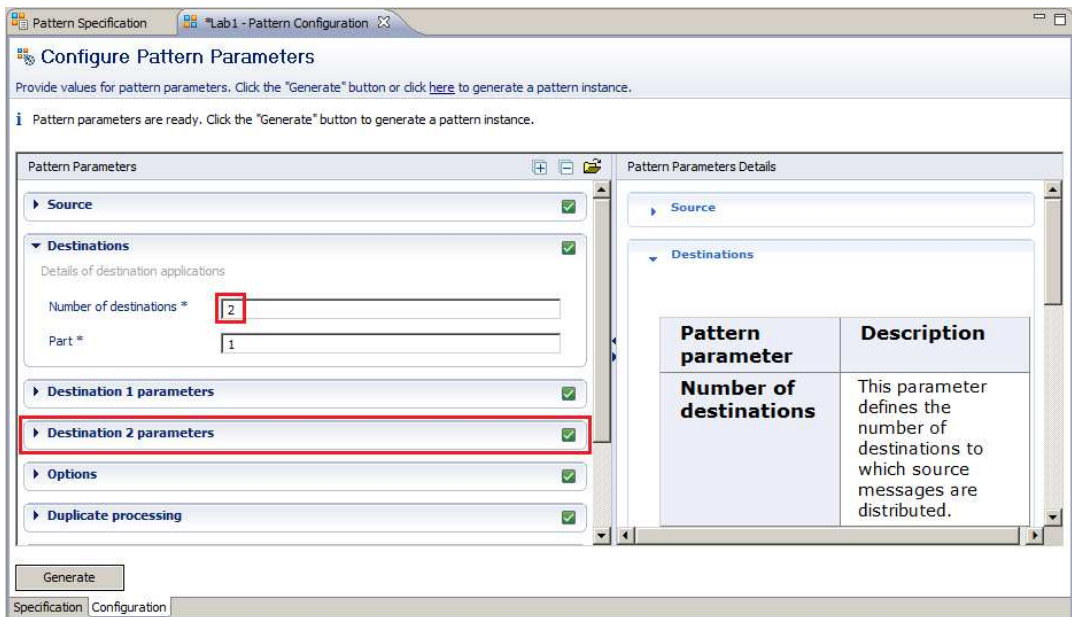 Pattern Specification
*Lab1 - Pattern Configuration
Configure Pattern Parameters
Provide values for pattern parameters. Click the "Generate" button or click here to generate a pattern instance.
Pattern parameters are ready. Click the "Generate" button to generate a pattern instance.
Pattern Parameters
Source
Destinations
Details of destination applications
Number of destinations *
2
Part *
1
Destination 1 parameters
Destination 2 parameters
Options
Duplicate processing
Pattern Parameters Details
Source
Destinations
Pattern
parameter
Description
Number of
destinations
This parameter
defines the
number of
destinations to
which source
messages are
distributed.
Generate
Specification
Configuration